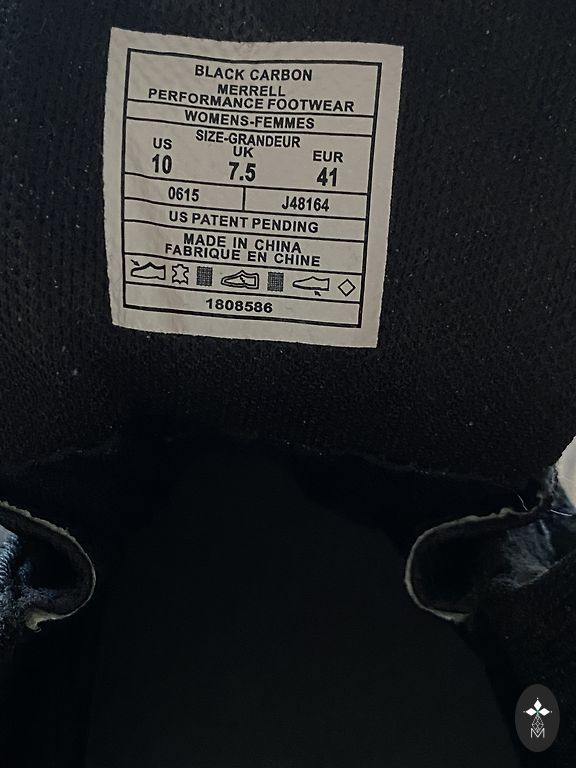 BLACK CARBON
MERRELL
PERFORMANCE FOOTWEAR
WOMENS-FEMMES
SIZE-GRANDEUR
US UK EUR
10 7.5 41
0615 J48164
US PATENT PENDING
MADE IN CHINA
FABRIQUE EN CHINE
1808586
M